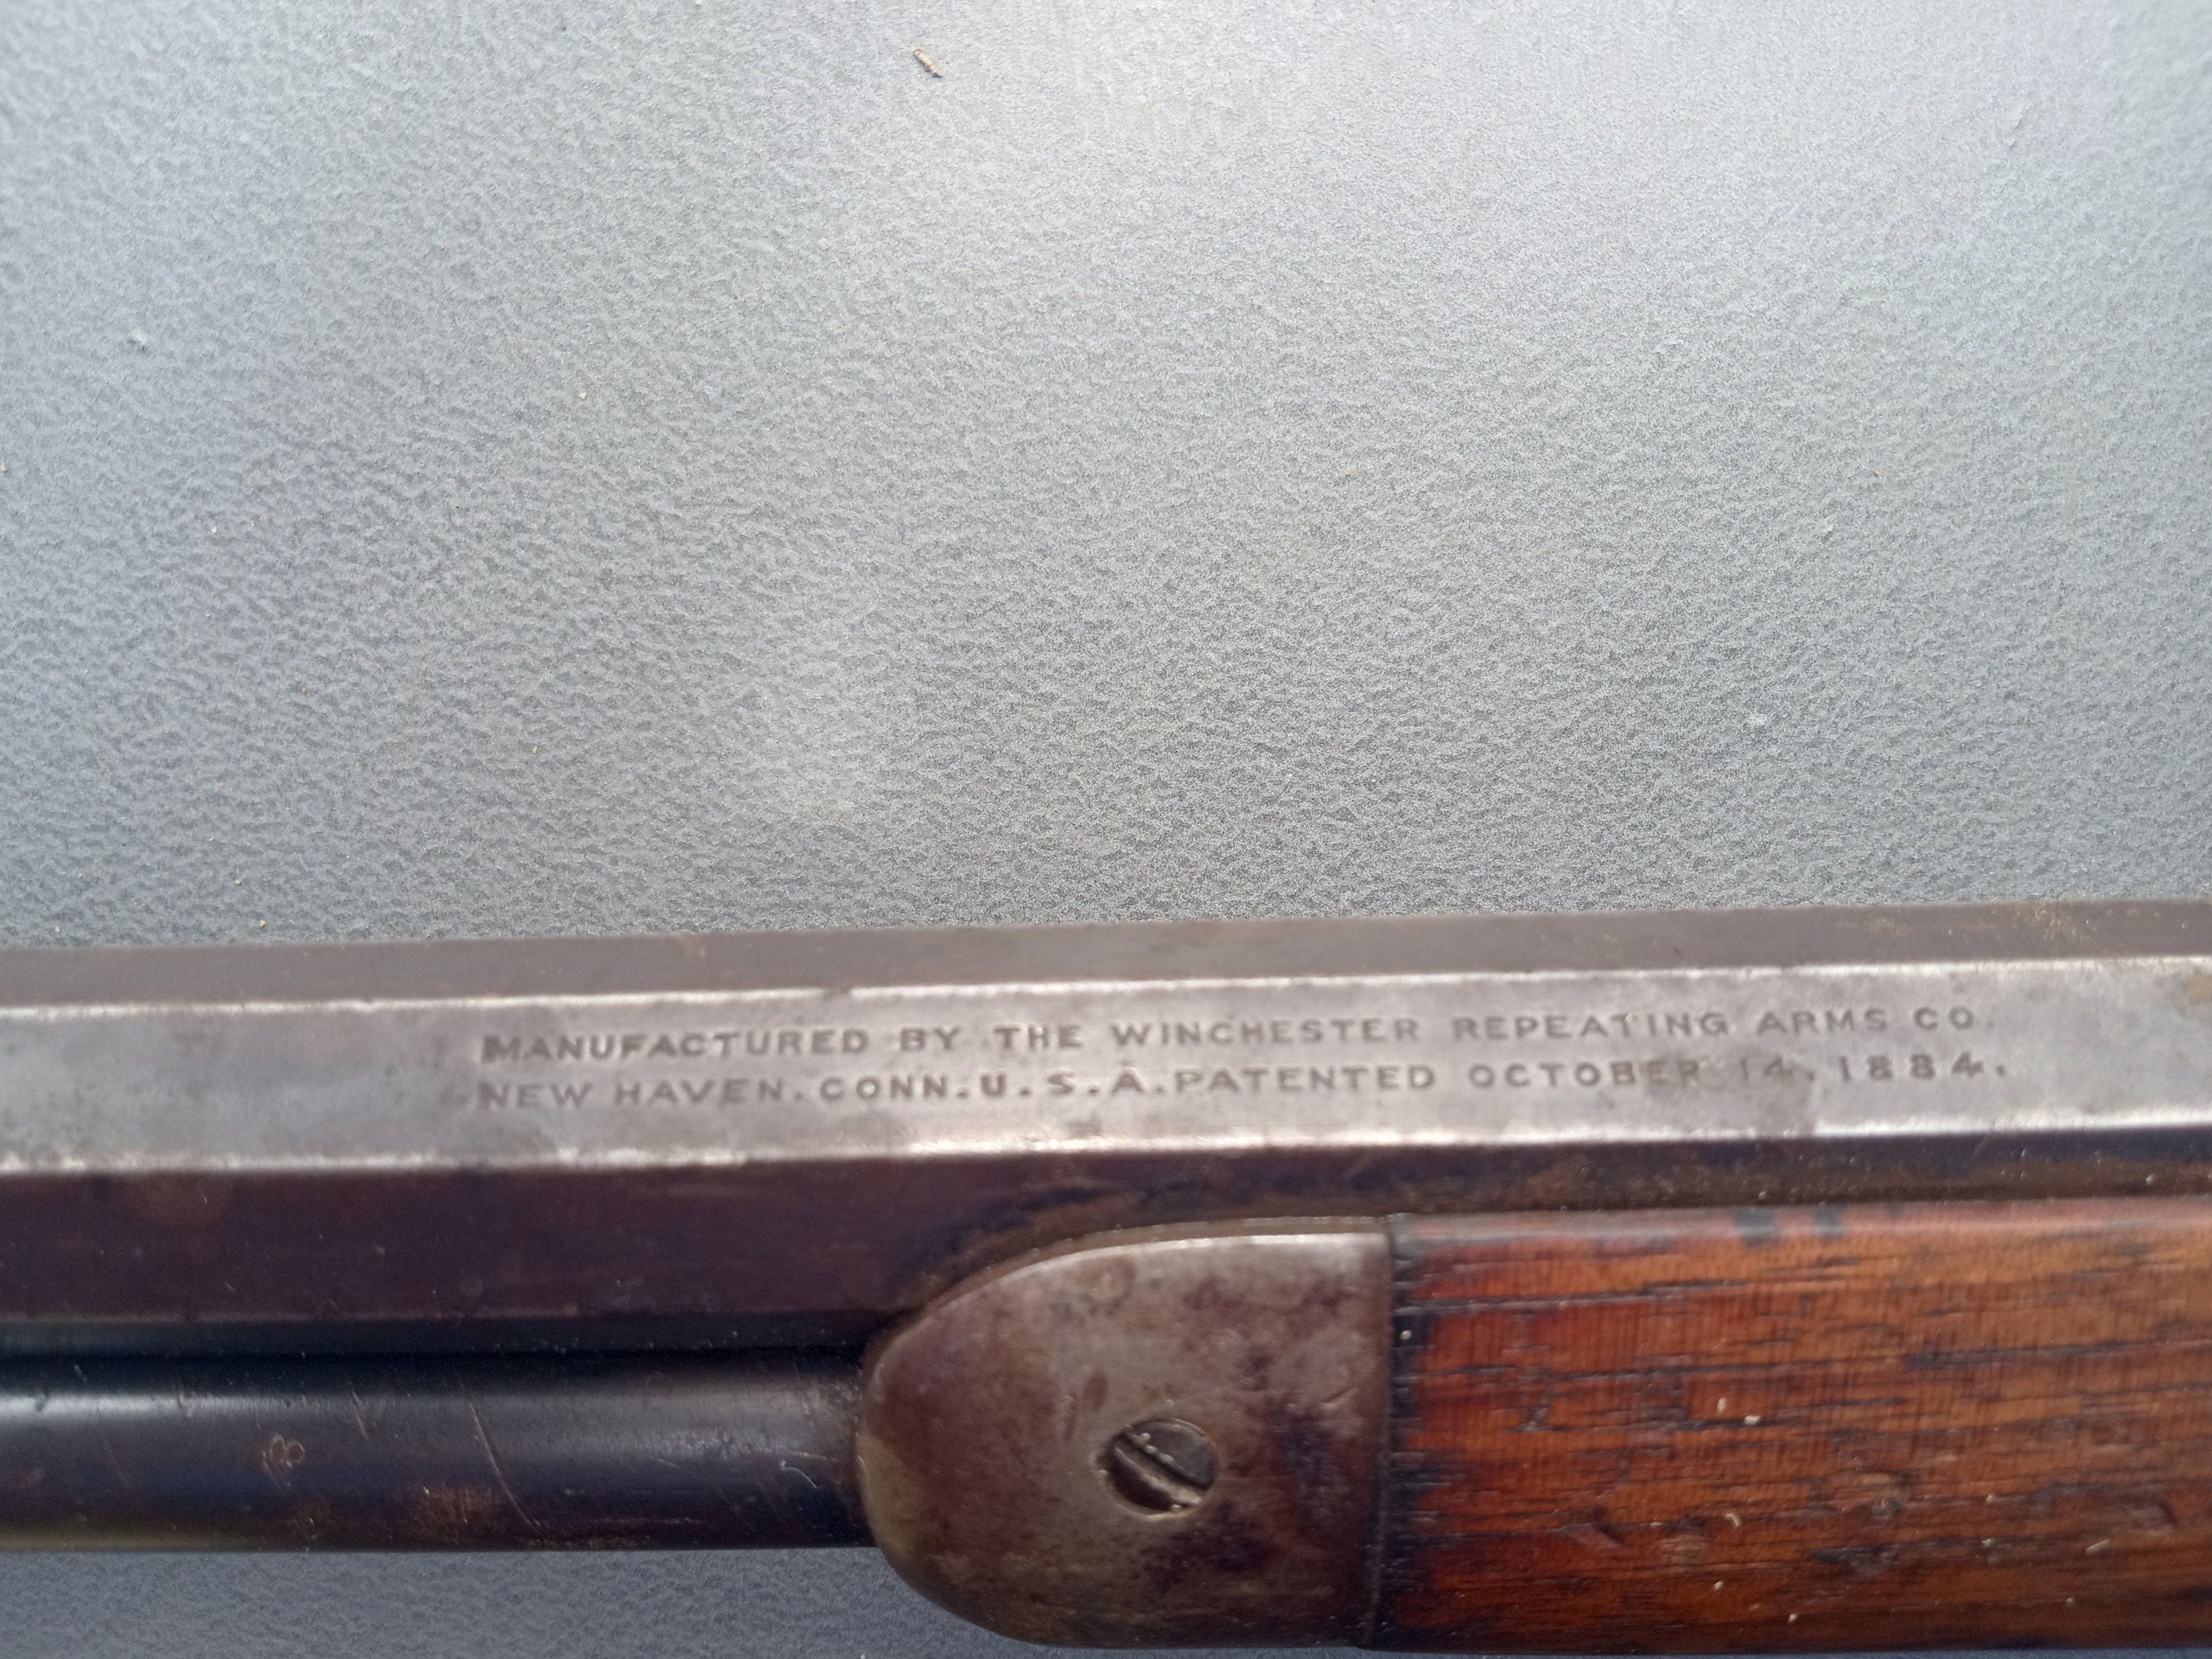 MANUFACTURED BY THE WINCHESTER REPEATING ARMS CO.
NEW HAVEN. CONN. U. S. A. PATENTED OCTOBER 14. 1884.